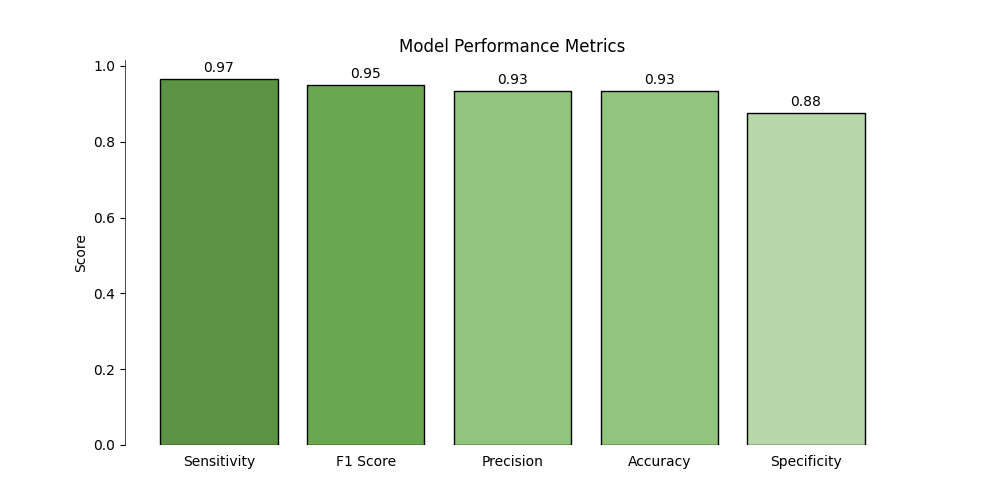 Model Performance Metrics
Score
1.0
0.8
0.6
0.4
0.2
0.0
0.97
0.95
0.93
0.93
0.88
Sensitivity
F1 Score
Precision
Accuracy
Specificity